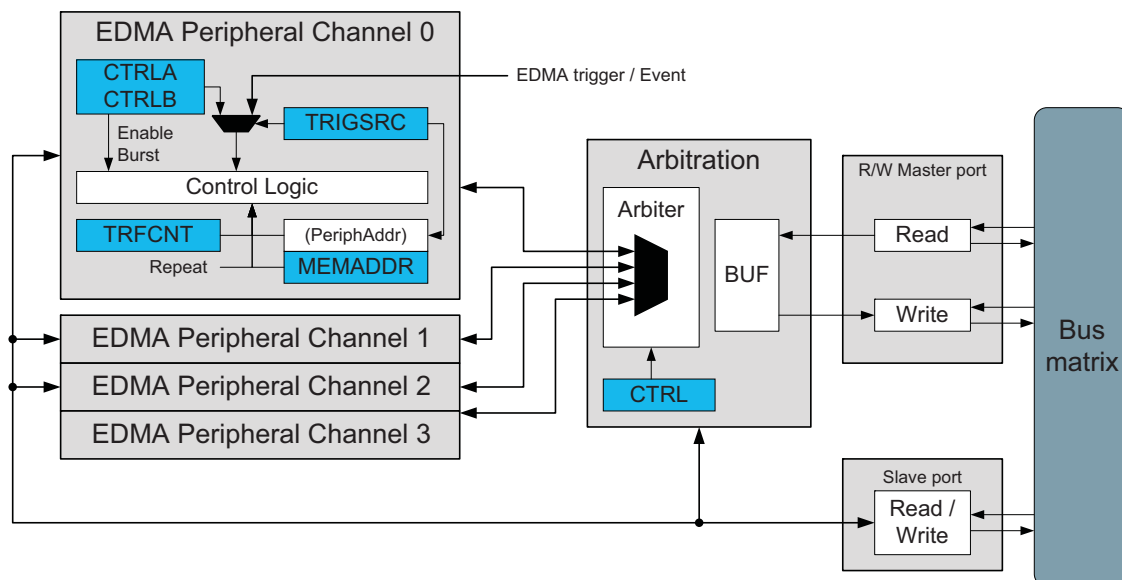 EDMA Peripheral Channel 0
CTRLA
CTRLB
EDMA trigger / Event
TRIGSRC
Enable
Burst
Control Logic
TRFCNT
(PeriphAddr)
Repeat
MEMADDR
EDMA Peripheral Channel 1
EDMA Peripheral Channel 2
EDMA Peripheral Channel 3
Arbitration
Arbiter
BUF
CTRL
R/W Master port
Read
Write
Slave port
Read /
Write
Bus
matrix